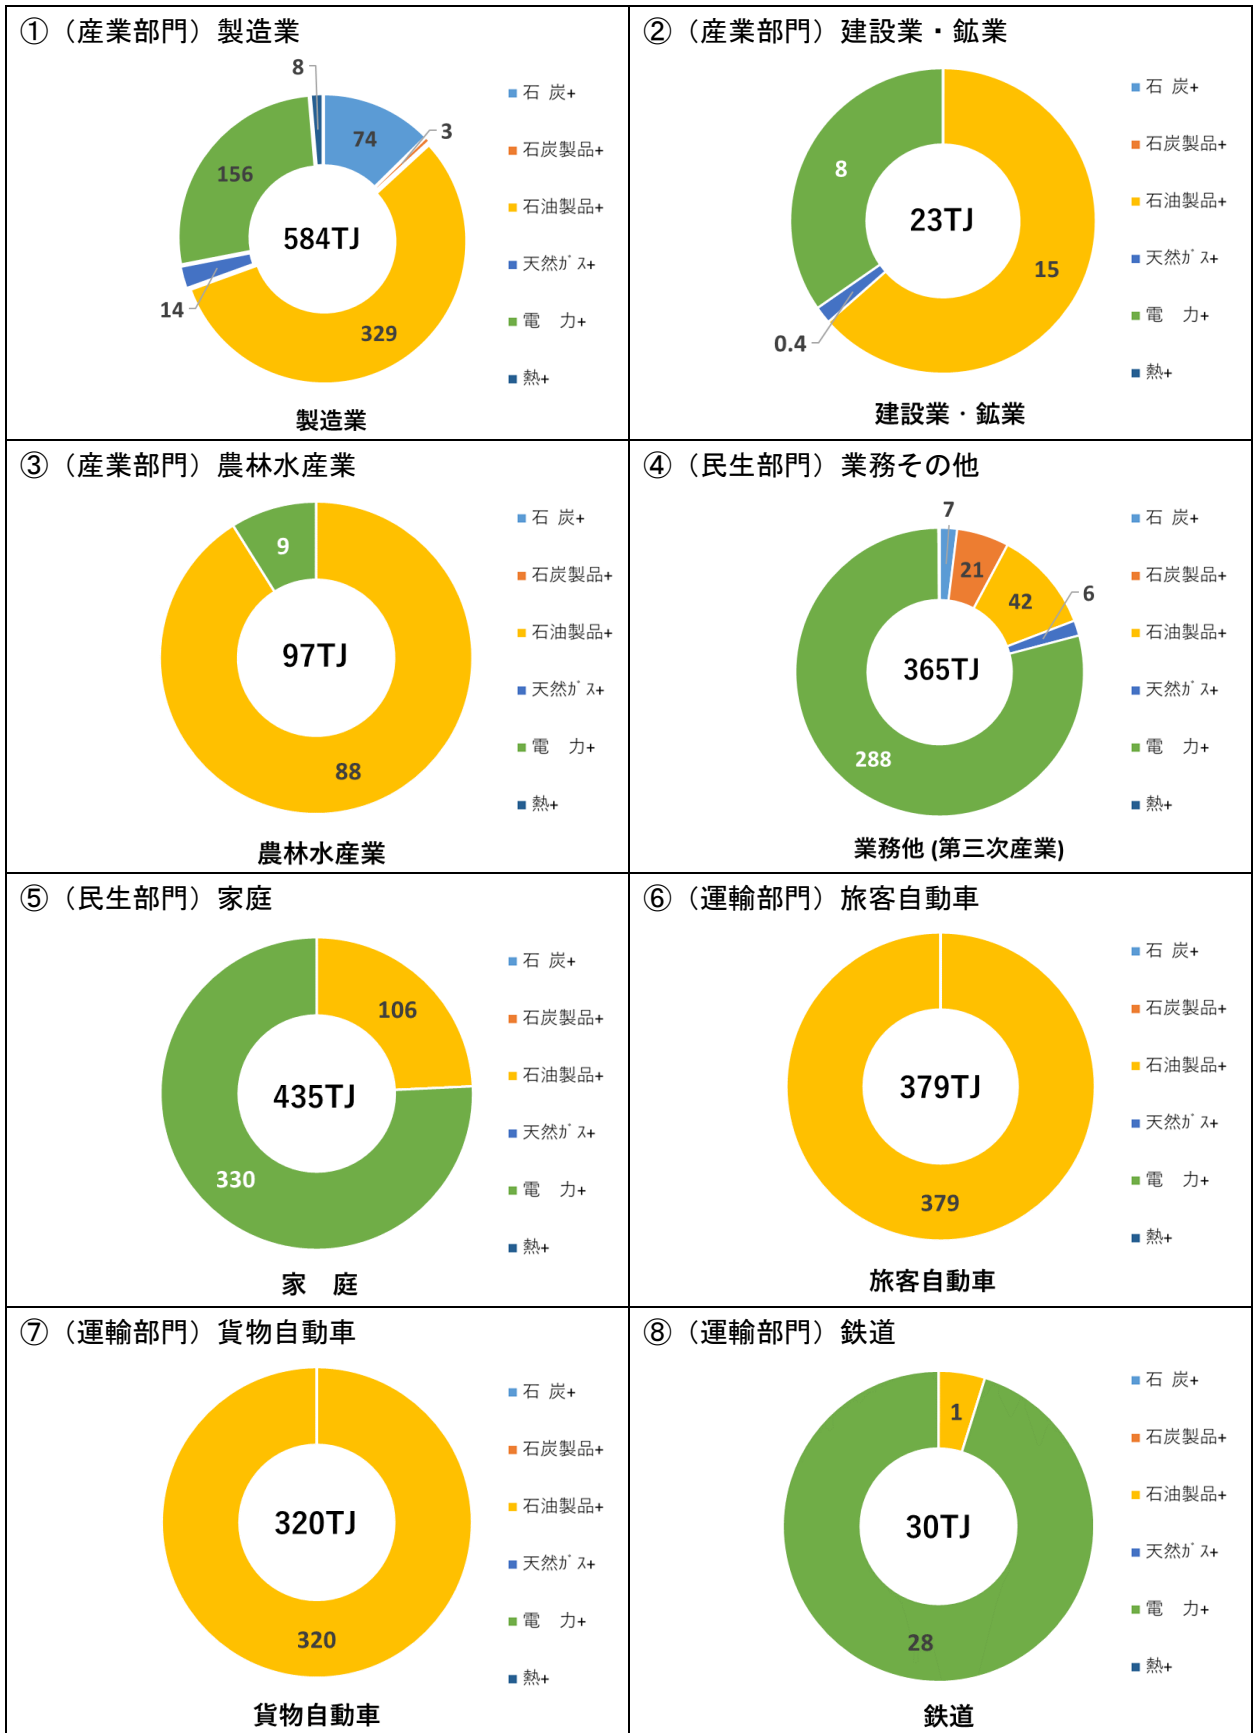 ①（産業部門）製造業
8
74
3
156
584TJ
14
329
石 炭+
石炭製品+
石油製品+
天然ｶﾞｽ+
電　力+
熱+
製造業
②（産業部門）建設業・鉱業
8
23TJ
15
0.4
石 炭+
石炭製品+
石油製品+
天然ｶﾞｽ+
電　力+
熱+
建設業・鉱業
③（産業部門）農林水産業
9
97TJ
88
石 炭+
石炭製品+
石油製品+
天然ｶﾞｽ+
電　力+
熱+
農林水産業
④（民生部門）業務その他
7
21
42
6
365TJ
288
石 炭+
石炭製品+
石油製品+
天然ｶﾞｽ+
電　力+
熱+
業務他 (第三次産業)
⑤（民生部門）家庭
106
435TJ
330
石 炭+
石炭製品+
石油製品+
天然ｶﾞｽ+
電　力+
熱+
家　庭
⑥（運輸部門）旅客自動車
379TJ
379
石 炭+
石炭製品+
石油製品+
天然ｶﾞｽ+
電　力+
熱+
旅客自動車
⑦（運輸部門）貨物自動車
320TJ
320
石 炭+
石炭製品+
石油製品+
天然ｶﾞｽ+
電　力+
熱+
貨物自動車
⑧（運輸部門）鉄道
1
30TJ
28
石 炭+
石炭製品+
石油製品+
天然ｶﾞｽ+
電　力+
熱+
鉄道